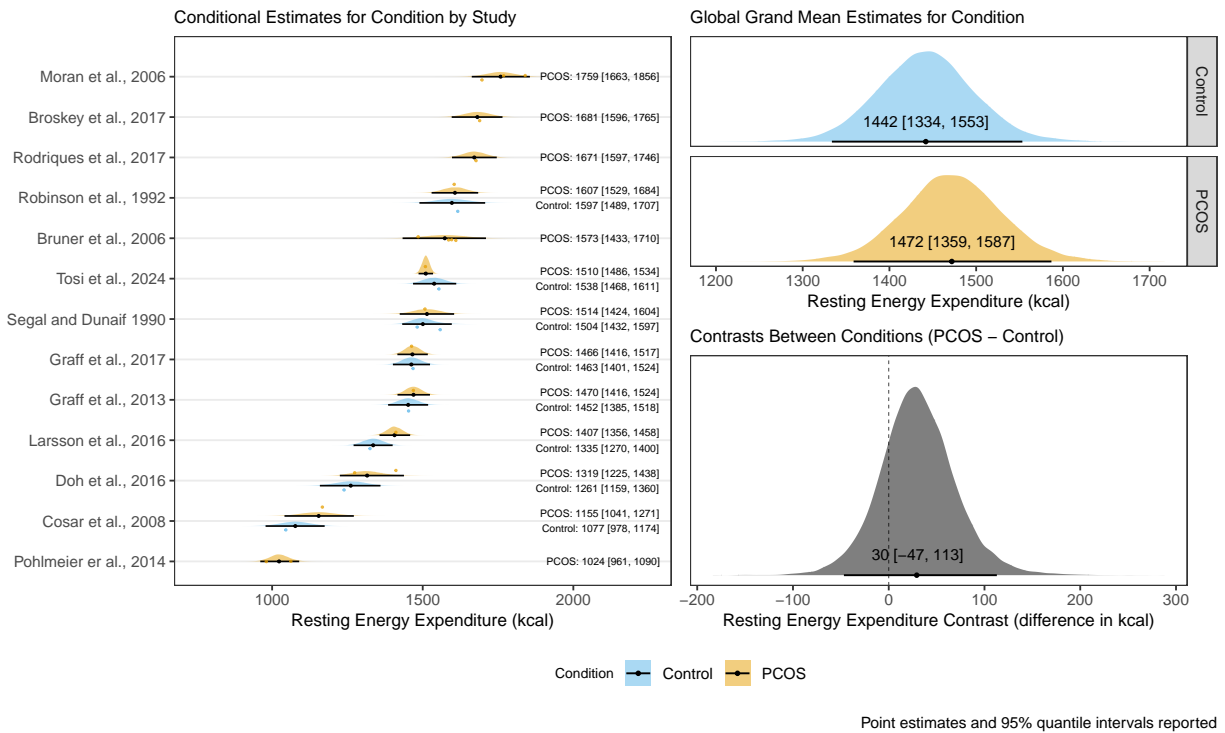 Conditional Estimates for Condition by Study
Moran et al., 2006
PCOS: 1759 [1663, 1856]
Broskey et al., 2017
PCOS: 1681 [1596, 1765]
Rodriques et al., 2017
PCOS: 1671 [1597, 1746]
Robinson et al., 1992
PCOS: 1607 [1529, 1684]
Control: 1597 [1489, 1707]
Bruner et al., 2006
PCOS: 1573 [1433, 1710]
Tosi et al., 2024
PCOS: 1510 [1486, 1534]
Control: 1538 [1468, 1611]
Segal and Dunaif 1990
PCOS: 1514 [1424, 1604]
Control: 1504 [1432, 1597]
Graff et al., 2017
PCOS: 1466 [1416, 1517]
Control: 1463 [1401, 1524]
Graff et al., 2013
PCOS: 1470 [1416, 1524]
Control: 1452 [1385, 1518]
Larsson et al., 2016
PCOS: 1407 [1356, 1458]
Control: 1335 [1270, 1400]
Doh et al., 2016
PCOS: 1319 [1225, 1438]
Control: 1261 [1159, 1360]
Cosar et al., 2008
PCOS: 1155 [1041, 1271]
Control: 1077 [978, 1174]
Pohlmeier er al., 2014
PCOS: 1024 [961, 1090]
1000 1500 2000
Resting Energy Expenditure (kcal)
Global Grand Mean Estimates for Condition
1442 [1334, 1553]
Control
1472 [1359, 1587]
PCOS
1200 1300 1400 1500 1600 1700
Resting Energy Expenditure (kcal)
Contrasts Between Conditions (PCOS − Control)
30 [−47, 113]
−200 −100 0 100 200 300
Resting Energy Expenditure Contrast (difference in kcal)
Condition Control PCOS
Point estimates and 95% quantile intervals reported